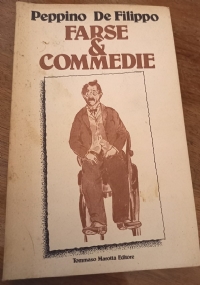 Peppino De Filippo
FARSE
&
COMMEDIE
Tommaso Marotta Editore